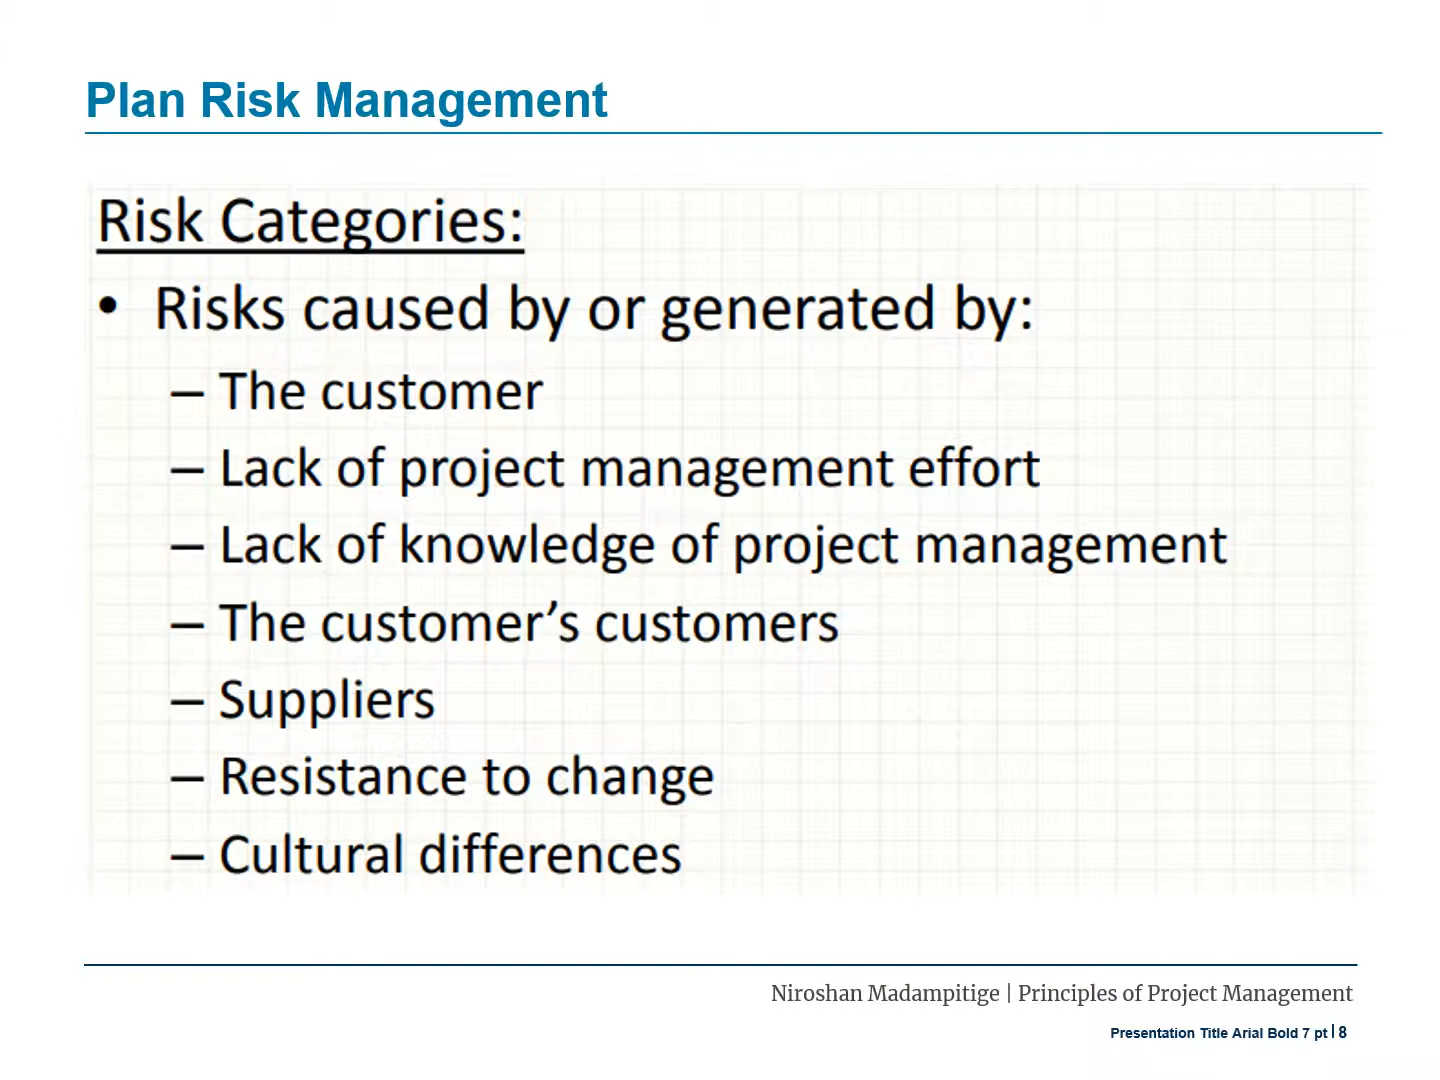 Plan Risk Management
Risk Categories:
• Risks caused by or generated by:
– The customer
– Lack of project management effort
– Lack of knowledge of project management
– The customer’s customers
– Suppliers
– Resistance to change
– Cultural differences
Niroshan Madampitige | Principles of Project Management
Presentation Title Arial Bold 7 pt | 8